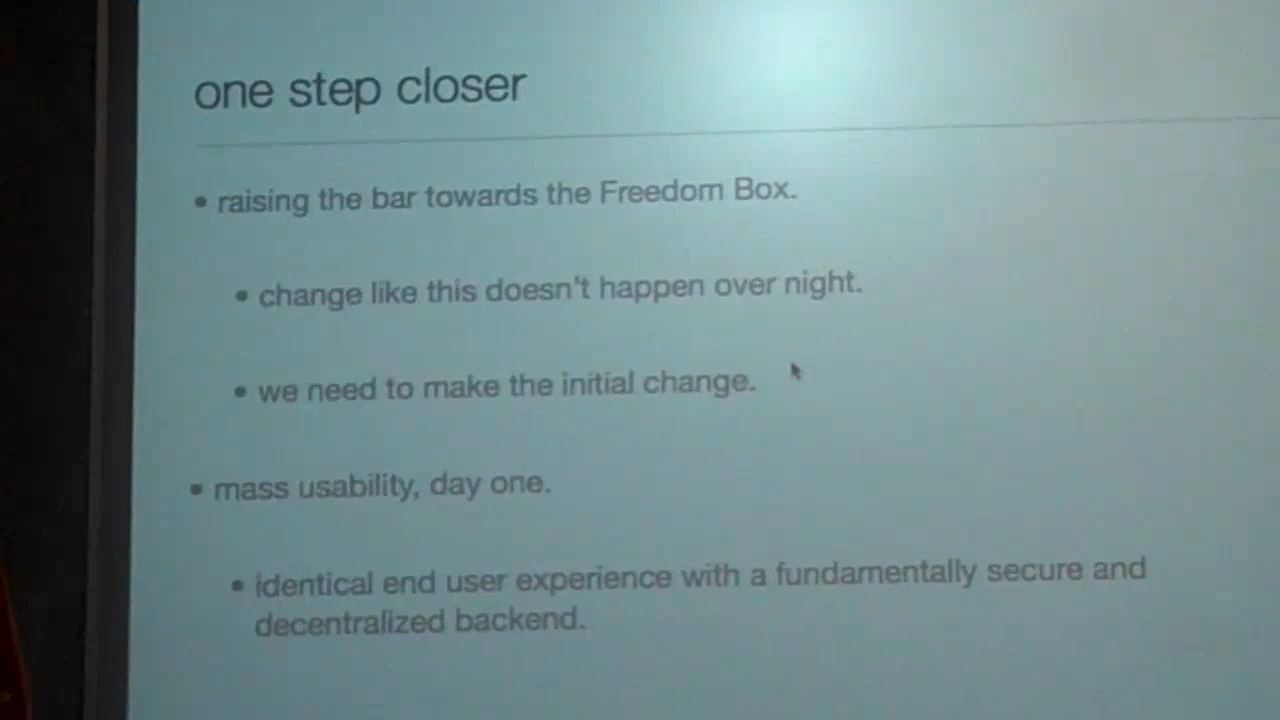 one step closer
• raising the bar towards the Freedom Box.
• change like this doesn't happen over night.
• we need to make the initial change.
• mass usability, day one.
• identical end user experience with a fundamentally secure and
decentralized backend.